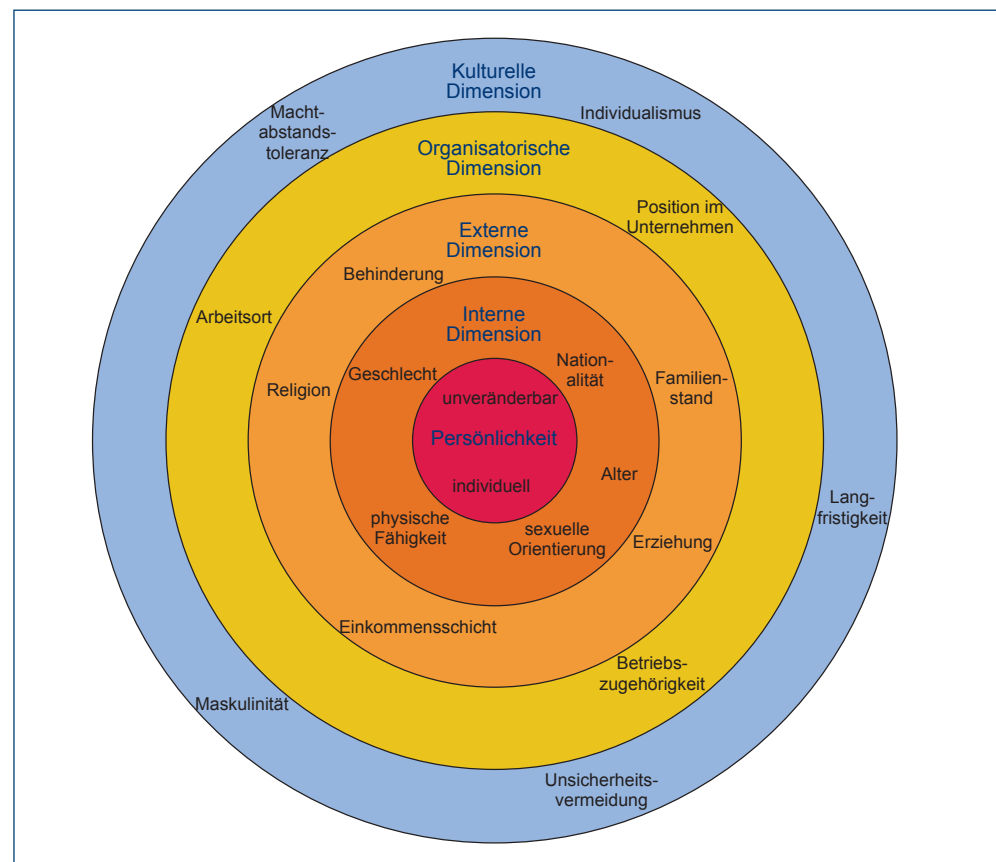 Kulturelle
Dimension
Macht-
abstands-
toleranz
Individualismus
Organisatorische
Dimension
Position im
Unternehmen
Externe
Dimension
Behinderung
Arbeitsort
Interne
Dimension
Geschlecht
Nation-
alität
Religion
Familien-
stand
unveränderbar
Persönlichkeit
individuell
Alter
Lang-
fristigkeit
physische
Fähigkeit
sexuelle
Orientierung
Erziehung
Einkommensschicht
Betriebs-
zugehörigkeit
Maskulinität
Unsicherheits-
vermeidung